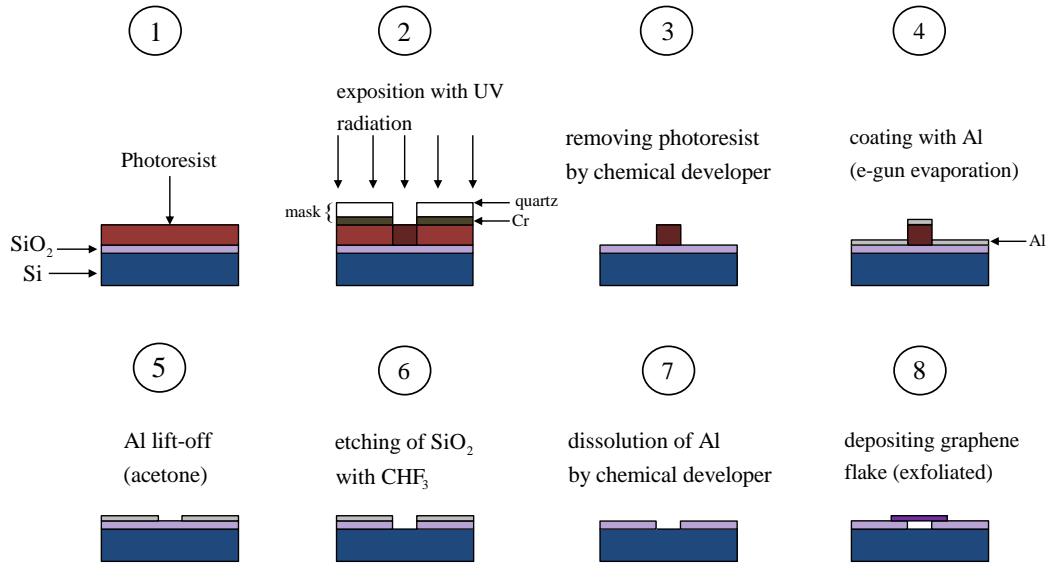 1
2
3
4
exposition with UV
radiation
Photoresist
removing photoresist
by chemical developer
coating with Al
(e-gun evaporation)
mask {
quartz
Cr
SiO₂
Si
Al
5
6
7
8
Al lift-off
(acetone)
etching of SiO₂
with CHF₃
dissolution of Al
by chemical developer
depositing graphene
flake (exfoliated)